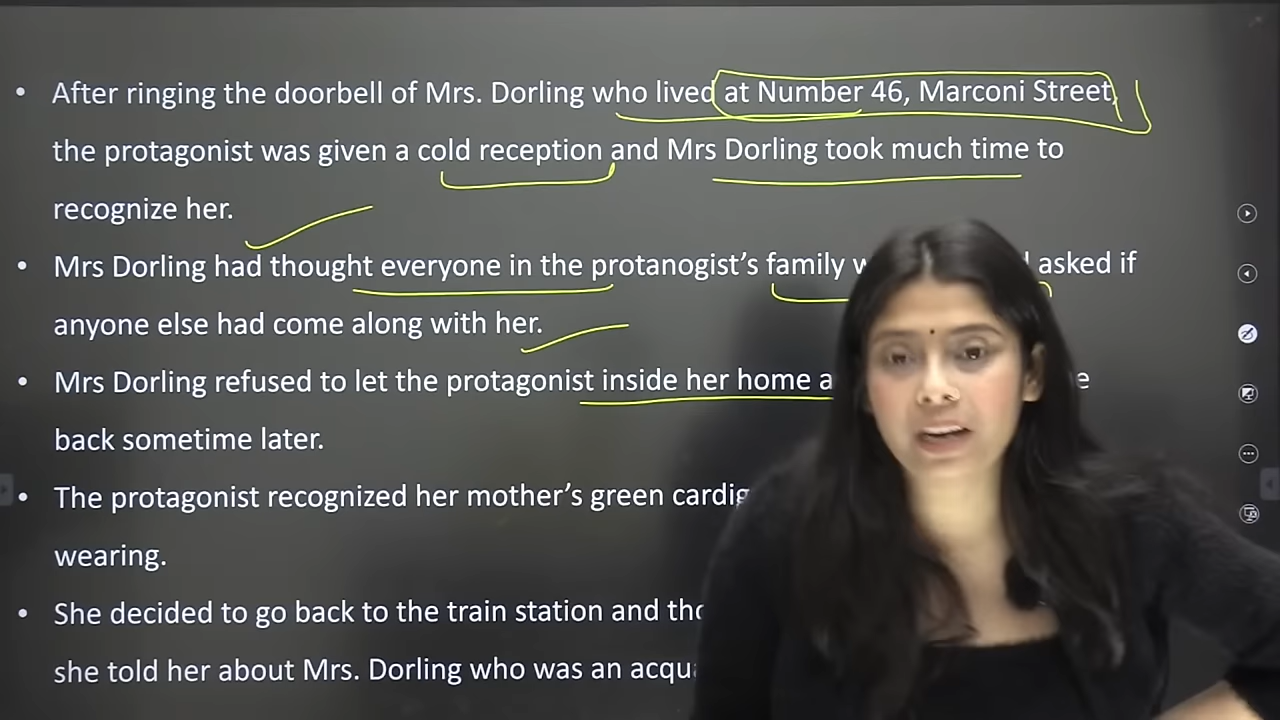 • After ringing the doorbell of Mrs. Dorling who lived at Number 46, Marconi Street,
the protagonist was given a cold reception and Mrs Dorling took much time to
recognize her.
• Mrs Dorling had thought everyone in the protanogist’s family asked if
anyone else had come along with her.
• Mrs Dorling refused to let the protagonist inside her home
back sometime later.
• The protagonist recognized her mother’s green
wearing.
• She decided to go back to the train station and
she told her about Mrs. Dorling who was an